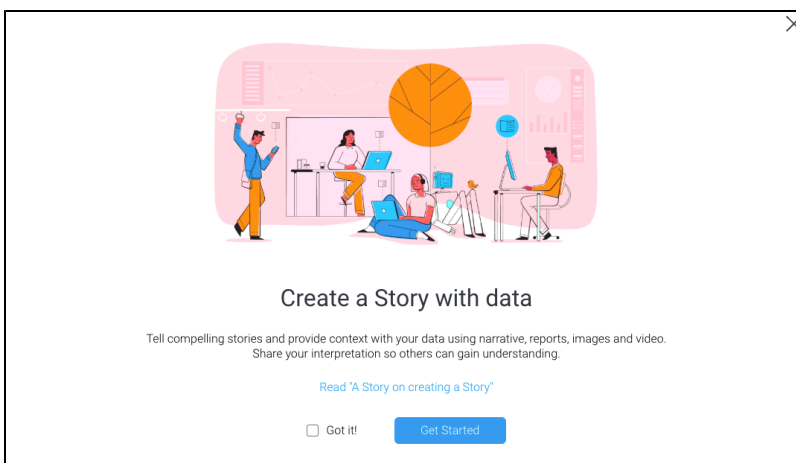 Create a Story with data
Tell compelling stories and provide context with your data using narrative, reports, images and video.
Share your interpretation so others can gain understanding.
Read "A Story on creating a Story"
Got it!
Get Started